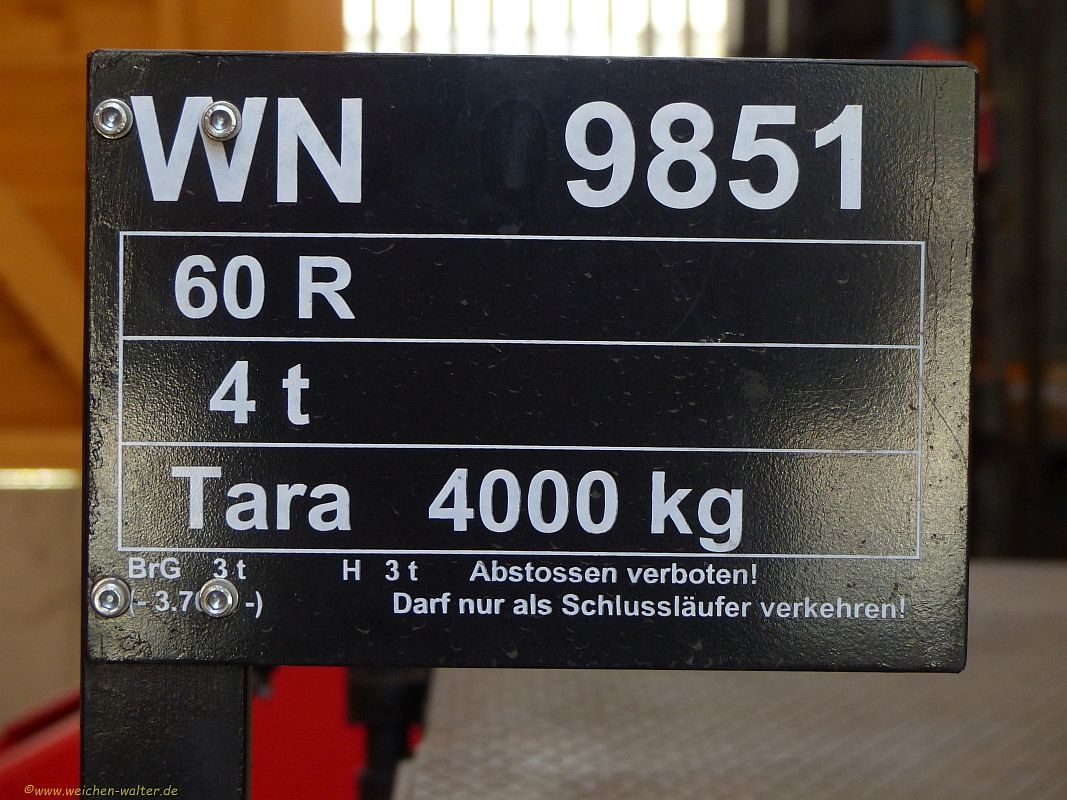 WN 9851
60 R
4 t
Tara 4000 kg
BrG 3 t H 3 t Abstossen verboten!
-) Darf nur als Schlussläufer verkehren!
©www.weichen-walter.de